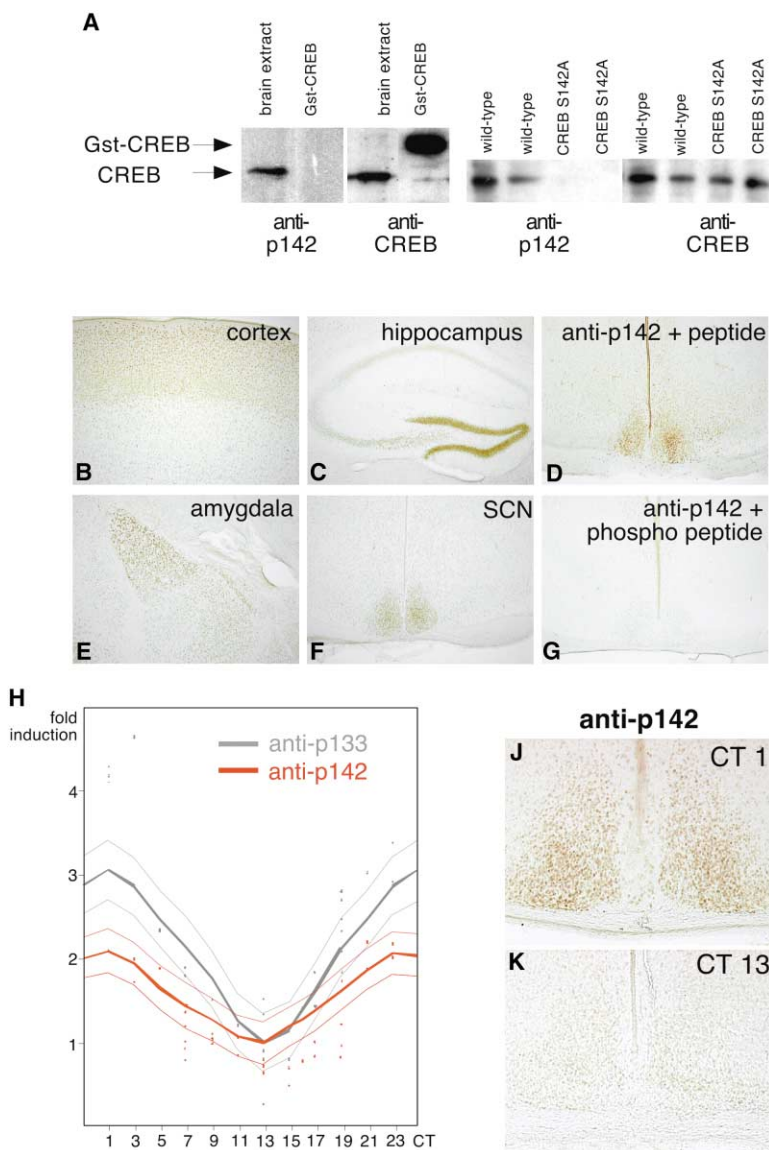 A
brain extract
Gst-CREB
brain extract
Gst-CREB
wild-type
wild-type
CREB S142A
CREB S142A
wild-type
wild-type
CREB S142A
CREB S142A
Gst-CREB
CREB
anti-
p142
anti-
CREB
anti-
p142
anti-
CREB
cortex
B
hippocampus
C
anti-p142 + peptide
D
amygdala
E
SCN
F
anti-p142 +
phospho peptide
G
H
fold
induction
anti-p133
anti-p142
4
3
2
1
1 3 5 7 9 11 13 15 17 19 21 23 CT
anti-p142
J
CT 1
K
CT 13